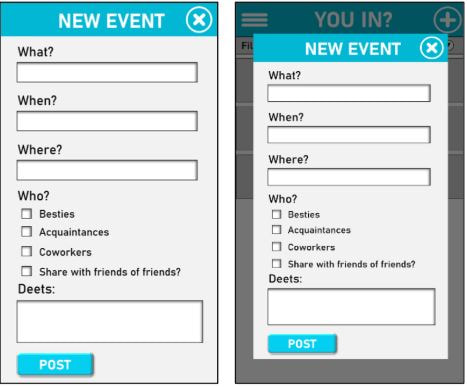 NEW EVENT
What?
When?
Where?
Who?
Besties
Acquaintances
Coworkers
Share with friends of friends?
Deets:
POST
YOU IN?
NEW EVENT
What?
When?
Where?
Who?
Besties
Acquaintances
Coworkers
Share with friends of friends?
Deets:
POST